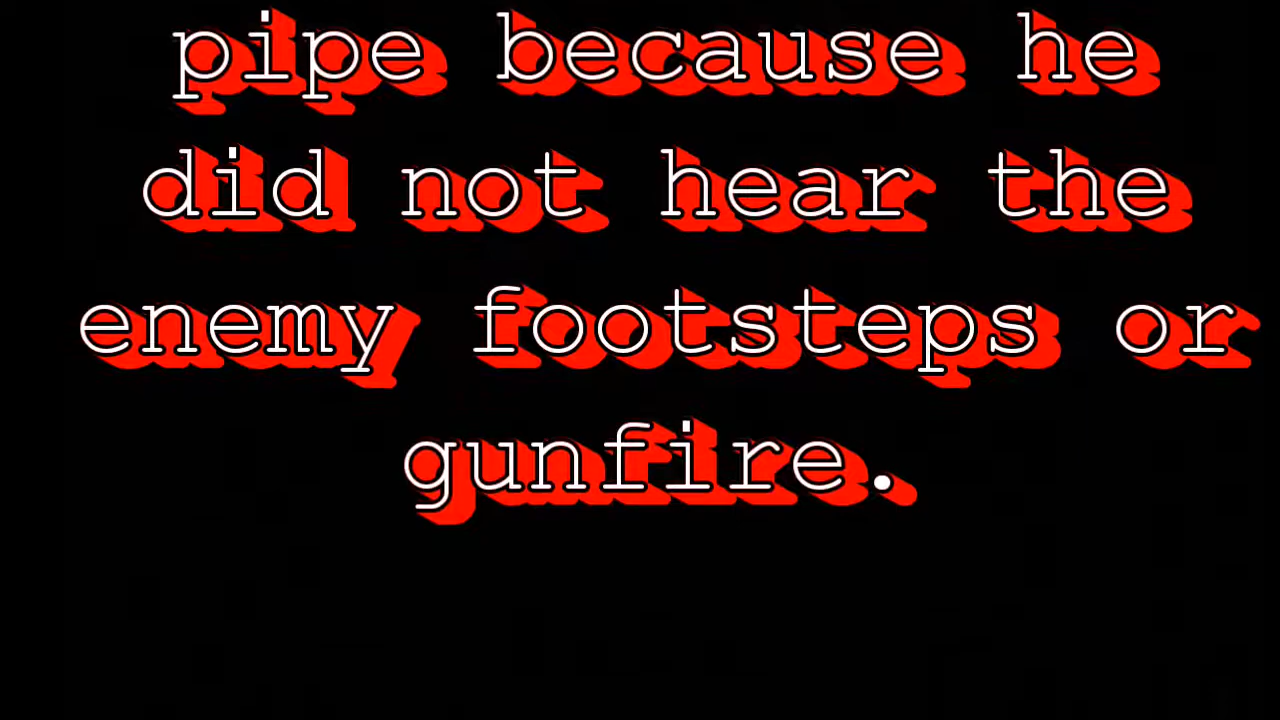 pipe because he
did not hear the
enemy footsteps or
gunfire.